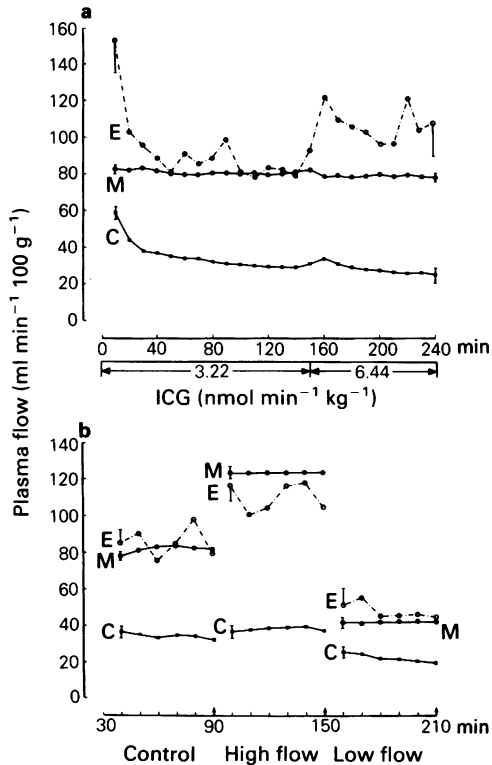 a
160
140
120
100
80
60
40
20
0
E
M
C
0 40 80 120 160 200 240 min
3.22 6.44
ICG (nmol min⁻¹ kg⁻¹)
Plasma flow (ml min⁻¹ 100 g⁻¹)
b
140
120
100
80
60
40
20
0
E
M
C
M
E
C
E
M
C
30 90 150 210 min
Control High flow Low flow